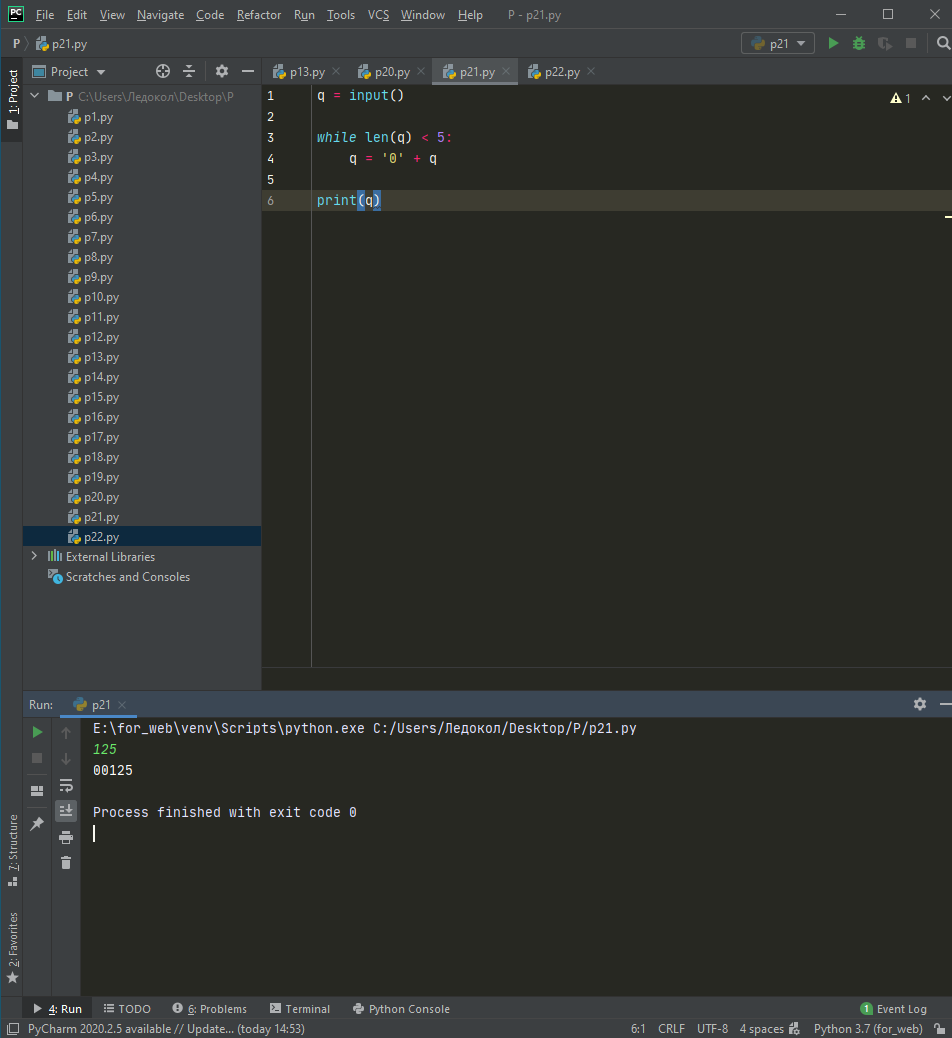 PC File Edit View Navigate Code Refactor Run Tools VCS Window Help P - p21.py
P p21.py p21
1: Project
Project
p13.py p20.py p21.py p22.py
P C:\Users\Ледокол\Desktop\P
p1.py
p2.py
p3.py
p4.py
p5.py
p6.py
p7.py
p8.py
p9.py
p10.py
p11.py
p12.py
p13.py
p14.py
p15.py
p16.py
p17.py
p18.py
p19.py
p20.py
p21.py
p22.py
External Libraries
Scratches and Consoles
1 q = input()
1
2
3 while len(q) < 5:
4 q = '0' + q
5
6 print(q)
Run: p21
E:\for_web\venv\Scripts\python.exe C:/Users/Ледокол/Desktop/P/p21.py
125
00125
Process finished with exit code 0
7: Structure
2: Favorites
4: Run TODO 6: Problems Terminal Python Console 1 Event Log
PyCharm 2020.2.5 available // Update... (today 14:53) 6:1 CRLF UTF-8 4 spaces Python 3.7 (for_web)